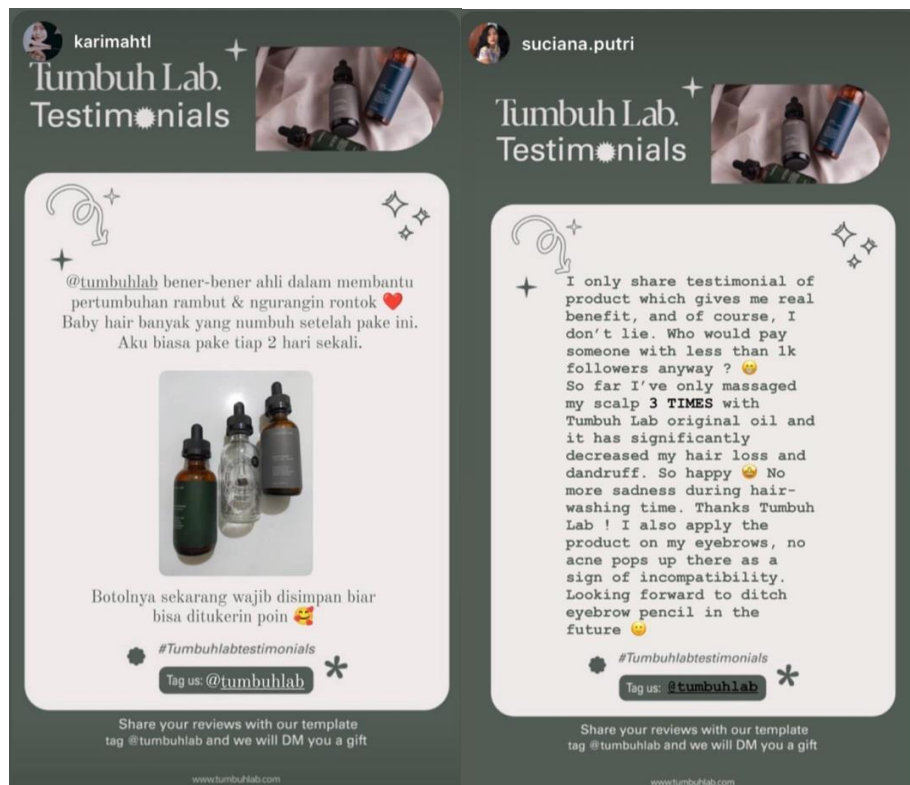 karimahtl
Tumbuh Lab.
Testimonials
@tumbuhlab bener-bener ahli dalam membantu
pertumbuhan rambut & ngurangin rontok ❤️
Baby hair banyak yang numbuh setelah pake ini.
Aku biasa pake tiap 2 hari sekali.
Botolnya sekarang wajib disimpan biar
bisa ditukerin poin 🥰
#Tumbuhlabtestimonials
Tag us: @tumbuhlab
Share your reviews with our template
tag @tumbuhlab and we will DM you a gift
www.tumbuhlab.com
suciana.putri
Tumbuh Lab.
Testimonials
I only share testimonial of
product which gives me real
benefit, and of course, I
don't lie. Who would pay
someone with less than 1k
followers anyway ? 😁
So far I've only massaged
my scalp 3 TIMES with
Tumbuh Lab original oil and
it has significantly
decreased my hair loss and
dandruff. So happy 🤩 No
more sadness during hair-
washing time. Thanks Tumbuh
Lab ! I also apply the
product on my eyebrows, no
acne pops up there as a
sign of incompatibility.
Looking forward to ditch
eyebrow pencil in the
future 🙂
#Tumbuhlabtestimonials
Tag us: @tumbuhlab
Share your reviews with our template
tag @tumbuhlab and we will DM you a gift
www.tumbuhlab.com